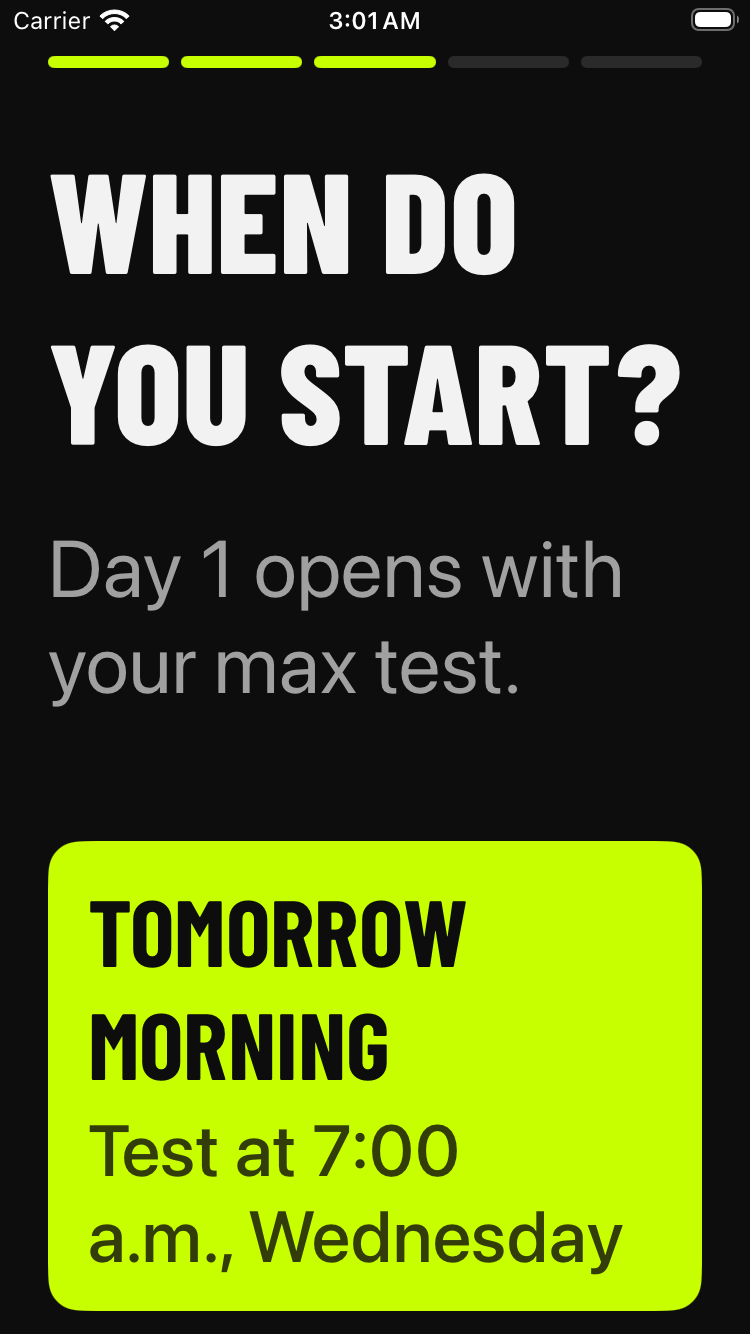 Carrier 3:01 AM
WHEN DO
YOU START?
Day 1 opens with
your max test.
TOMORROW
MORNING
Test at 7:00
a.m., Wednesday